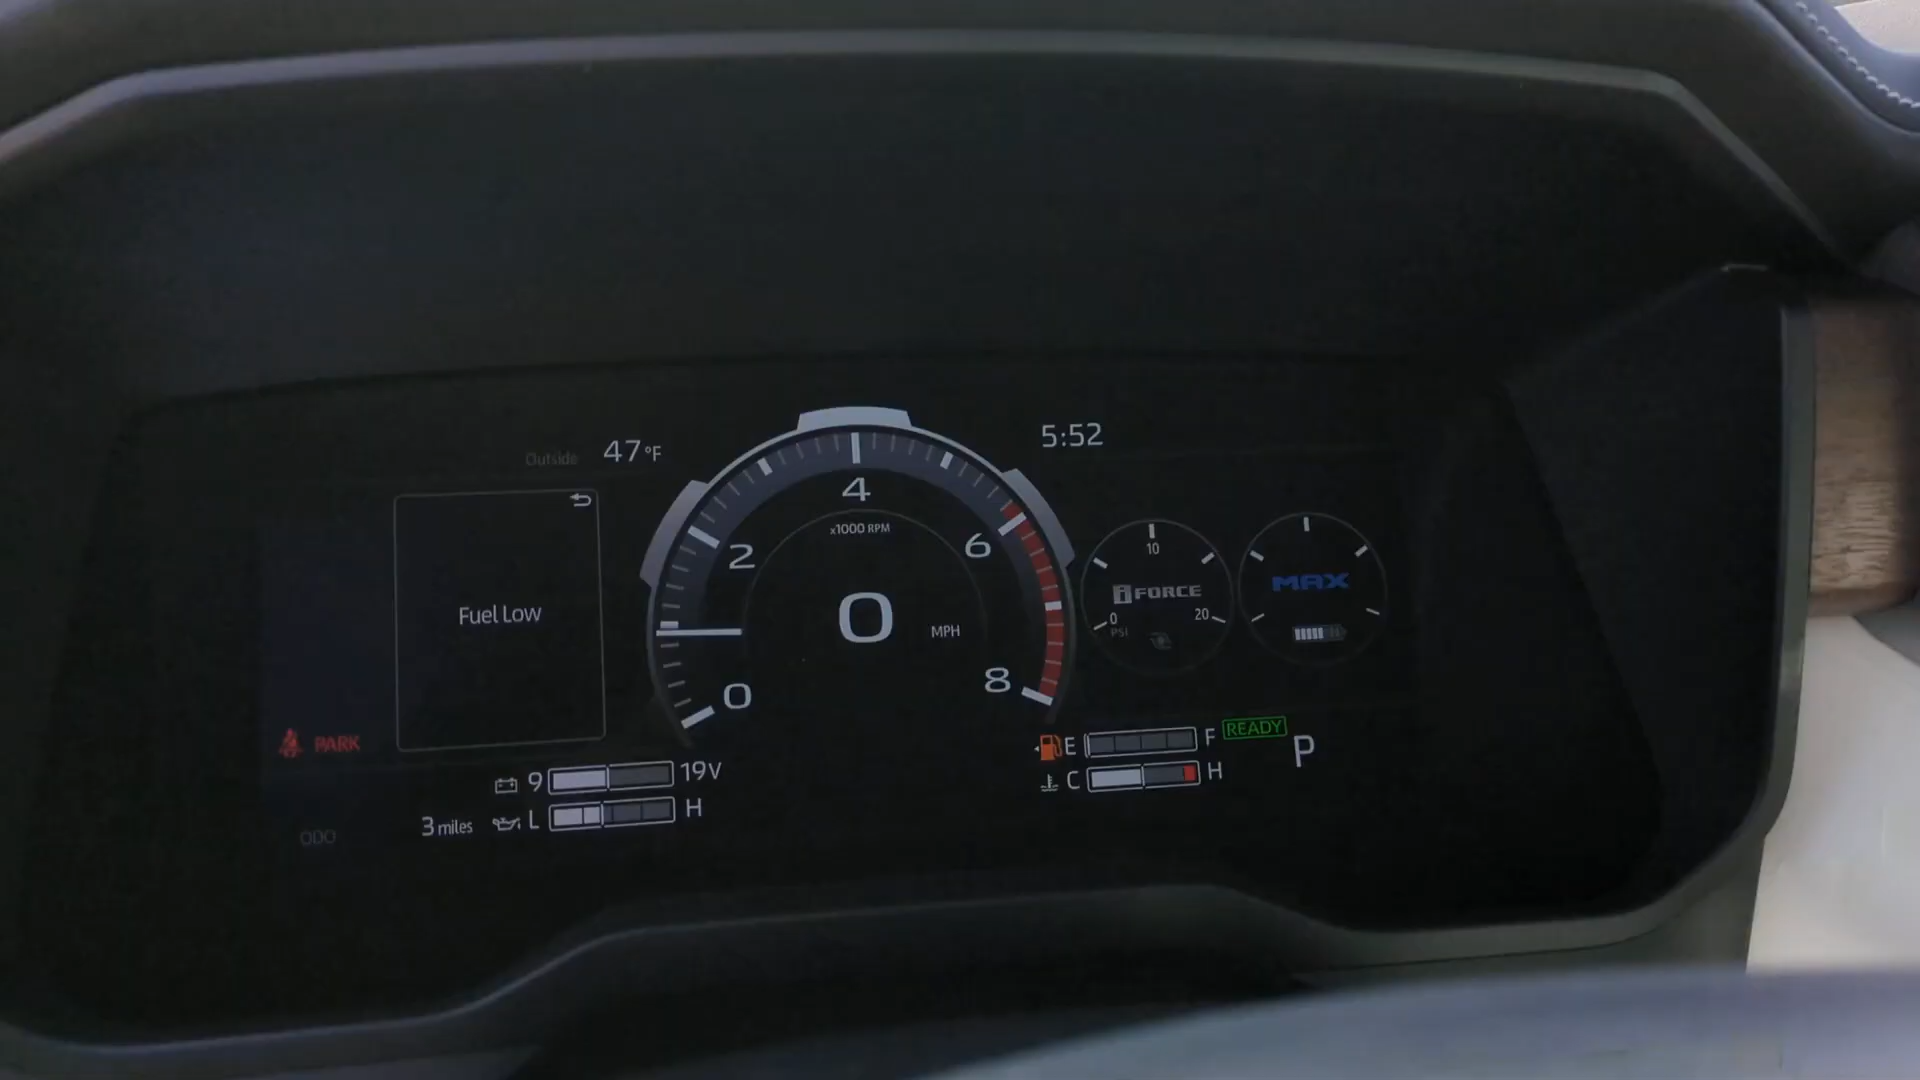 Outside 47°F
5:52
Fuel Low
0
2
4
6
8
x1000 RPM
0 MPH
10
iFORCE
0
20
PSI
MAX
PARK
9 19V
L H
ODO 3 miles
E F
C H
READY
P